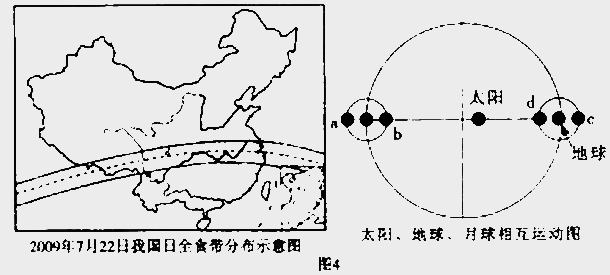 太阳
a
b
d
c
地球
2009年7月22日我国日全食带分布示意图
太阳、地球、月球相互运动图
图4